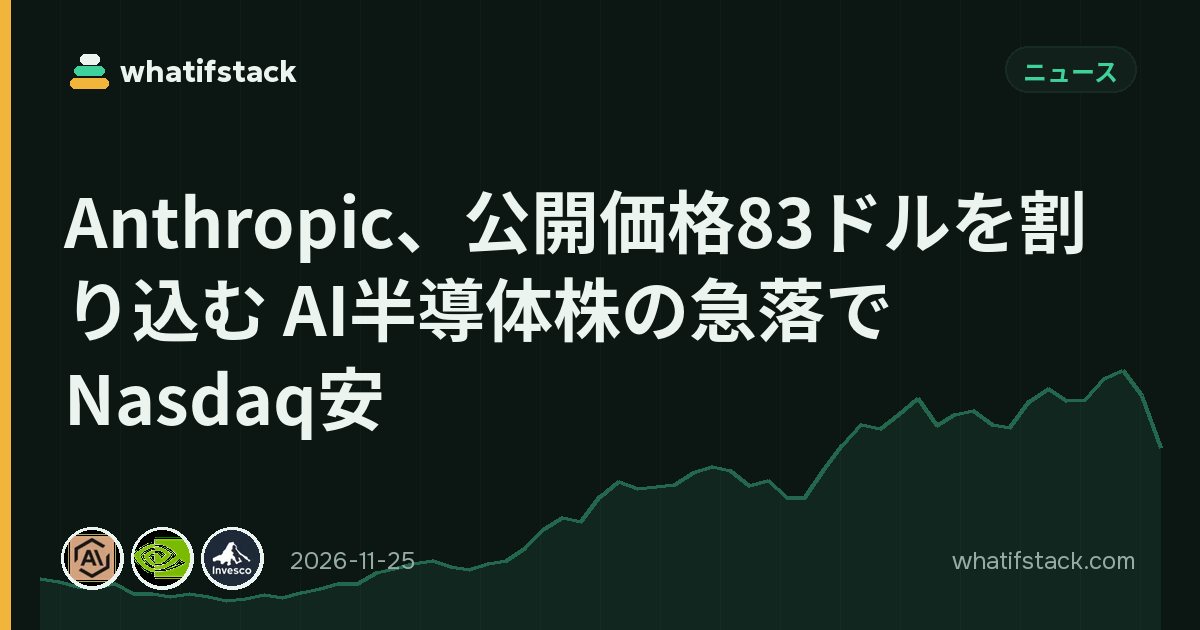 whatifstack
ニュース
Anthropic、公開価格83ドルを割
り込む AI半導体株の急落で
Nasdaq安
AI
Invesco
2026-11-25
whatifstack.com